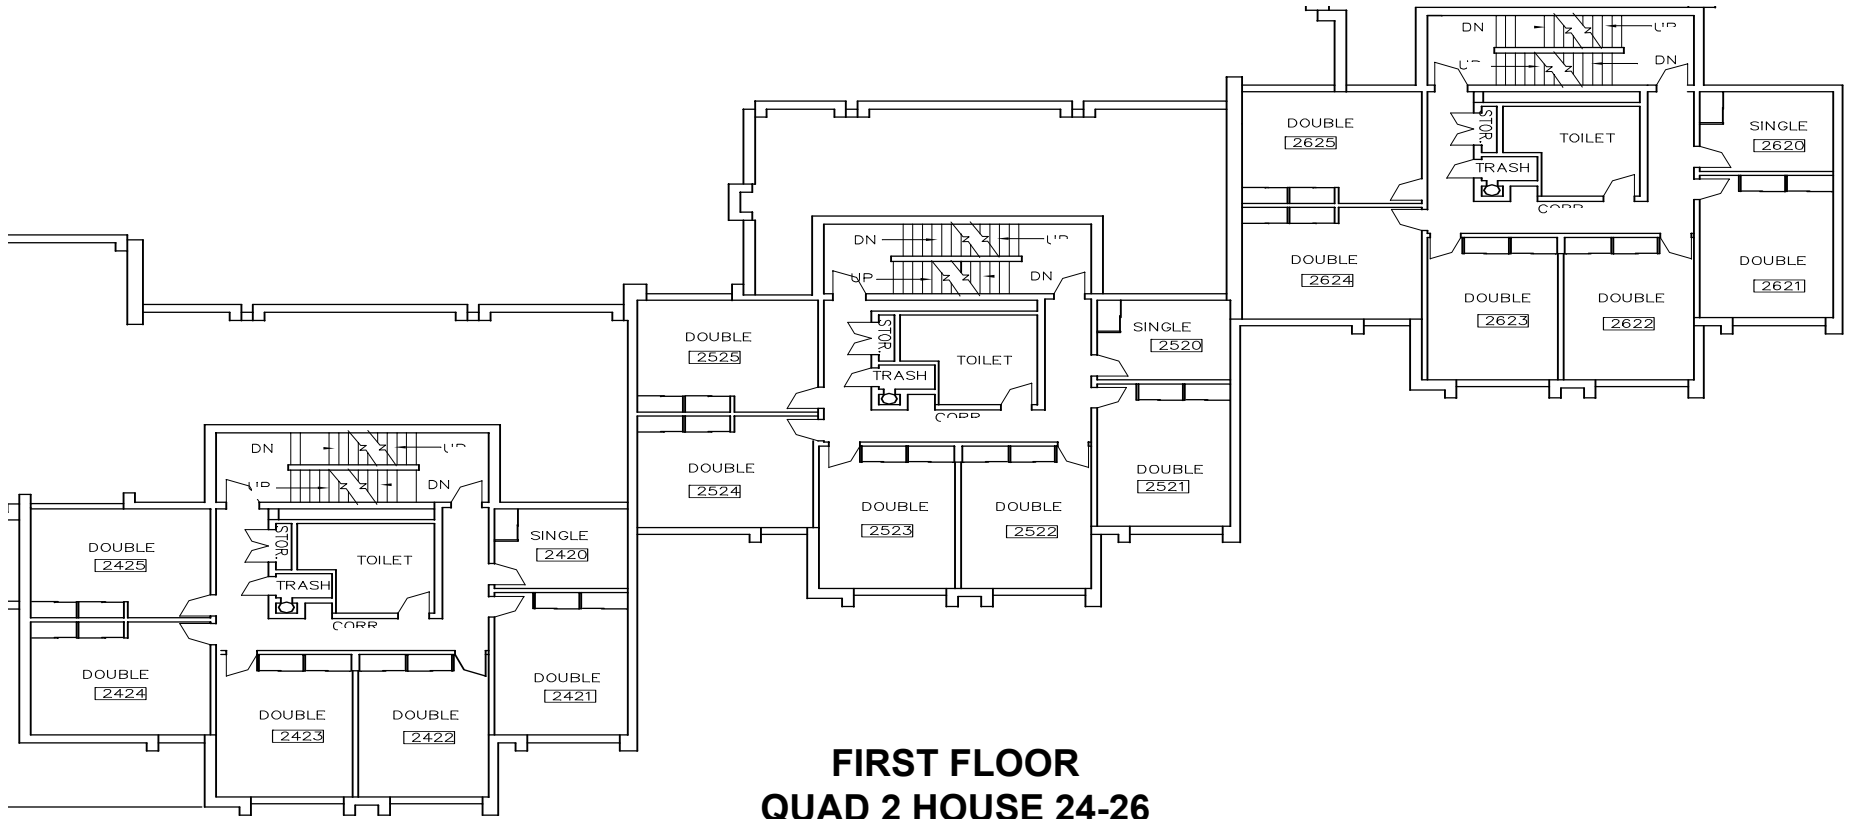 DN
UP
UP
DN
DOUBLE
2625
STOR.
TOILET
TRASH
SINGLE
2620
CORR
DOUBLE
2624
DOUBLE
2623
DOUBLE
2622
DOUBLE
2621
DN
UP
UP
DN
DOUBLE
2525
STOR.
TOILET
TRASH
SINGLE
2520
CORR
DOUBLE
2524
DOUBLE
2523
DOUBLE
2522
DOUBLE
2521
DN
UP
UP
DN
DOUBLE
2425
STOR.
TOILET
TRASH
SINGLE
2420
CORR
DOUBLE
2424
DOUBLE
2423
DOUBLE
2422
DOUBLE
2421
FIRST FLOOR
QUAD 2 HOUSE 24-26